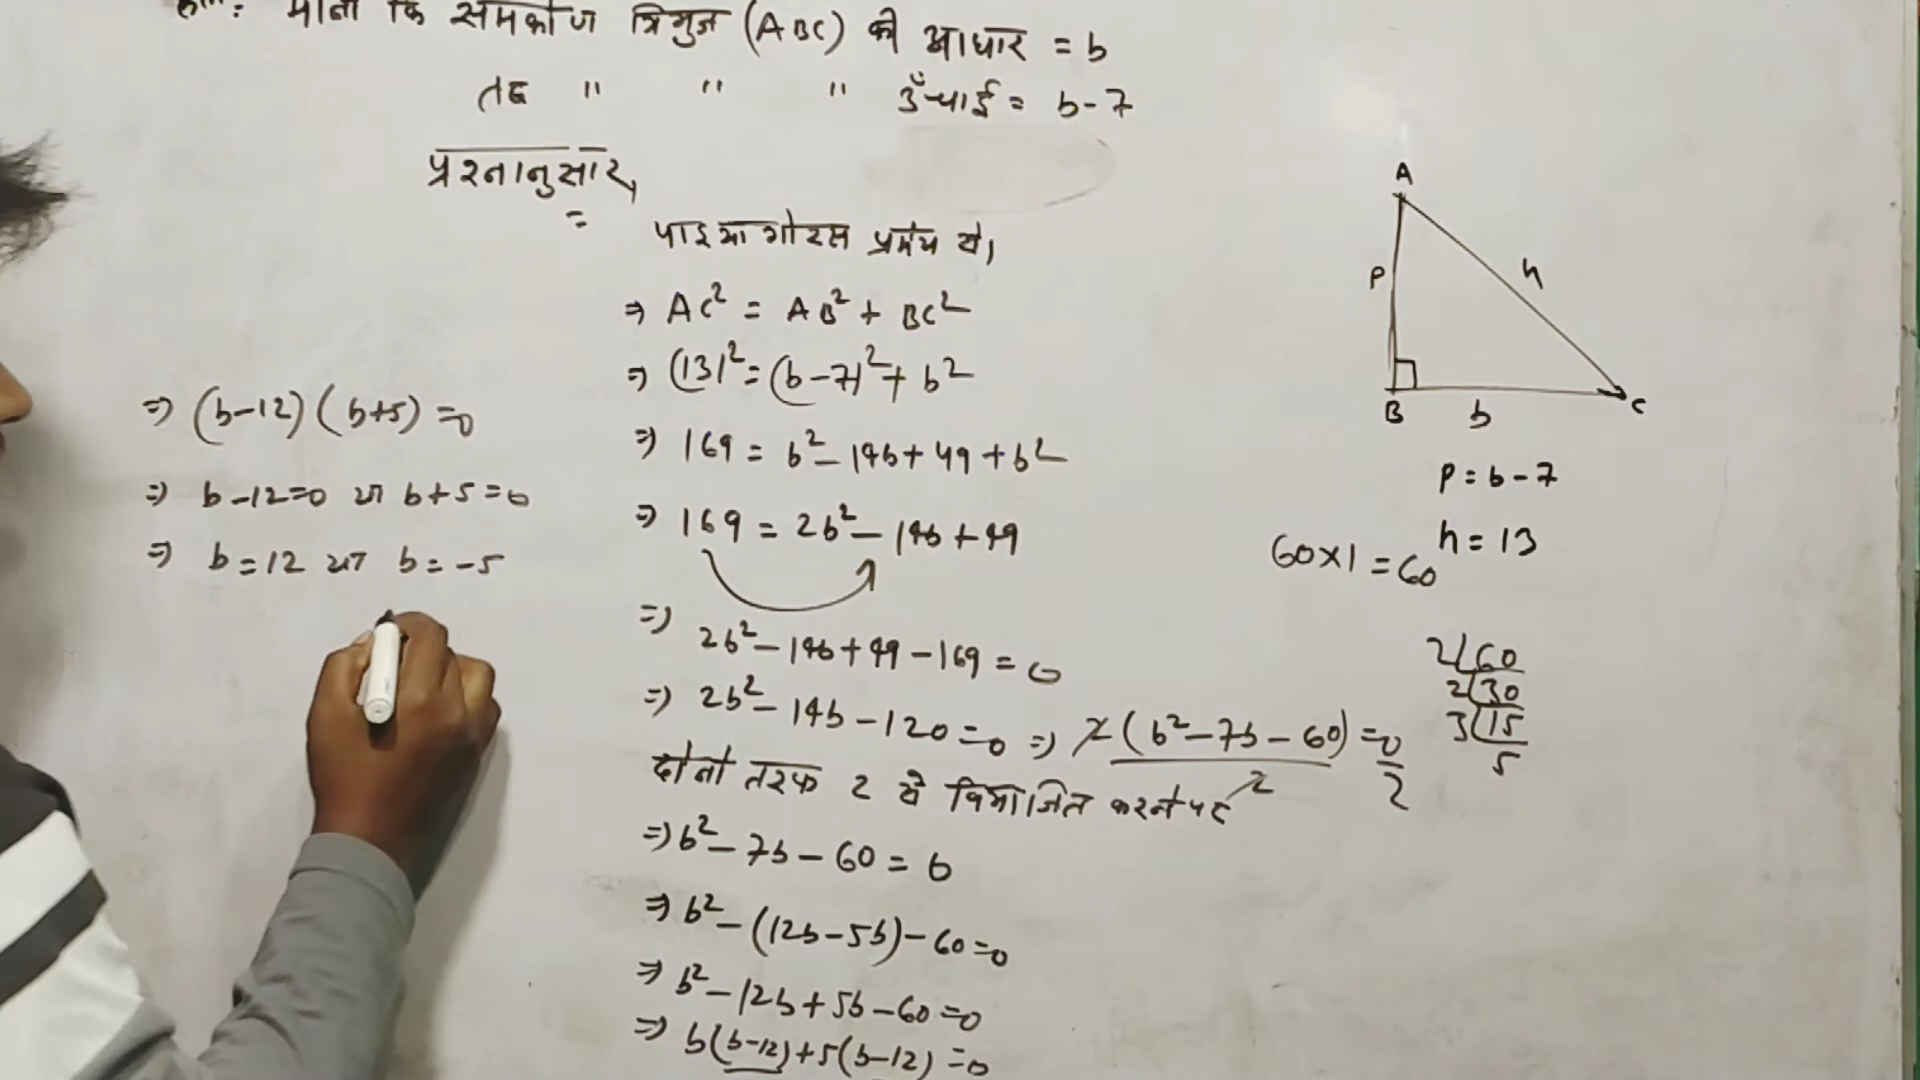 हल: माना कि समकोण त्रिभुज (ABC) की आधार = b
तब " " " ऊँचाई = b-7
प्रश्नानुसार,
=
पाइथागोरस प्रमेय से,
⇒ AC² = AB² + BC²
⇒ (13)² = (b-7)² + b²
⇒ 169 = b² - 14b + 49 + b²
⇒ 169 = 2b² - 14b + 49
⇒ 2b² - 14b + 49 - 169 = 0
⇒ 2b² - 14b - 120 = 0 ⇒ 2(b² - 7b - 60)/2 = 0/2
दोनों तरफ 2 से विभाजित करने पर
⇒ b² - 7b - 60 = 0
⇒ b² - (12b - 5b) - 60 = 0
⇒ b² - 12b + 5b - 60 = 0
⇒ b(b-12) + 5(b-12) = 0
⇒ (b-12)(b+5) = 0
⇒ b-12=0 या b+5=0
⇒ b = 12 या b = -5
A
P
h
B
b
C
P = b-7
h = 13
60×1 = 60
2|60
2|30
3|15
5